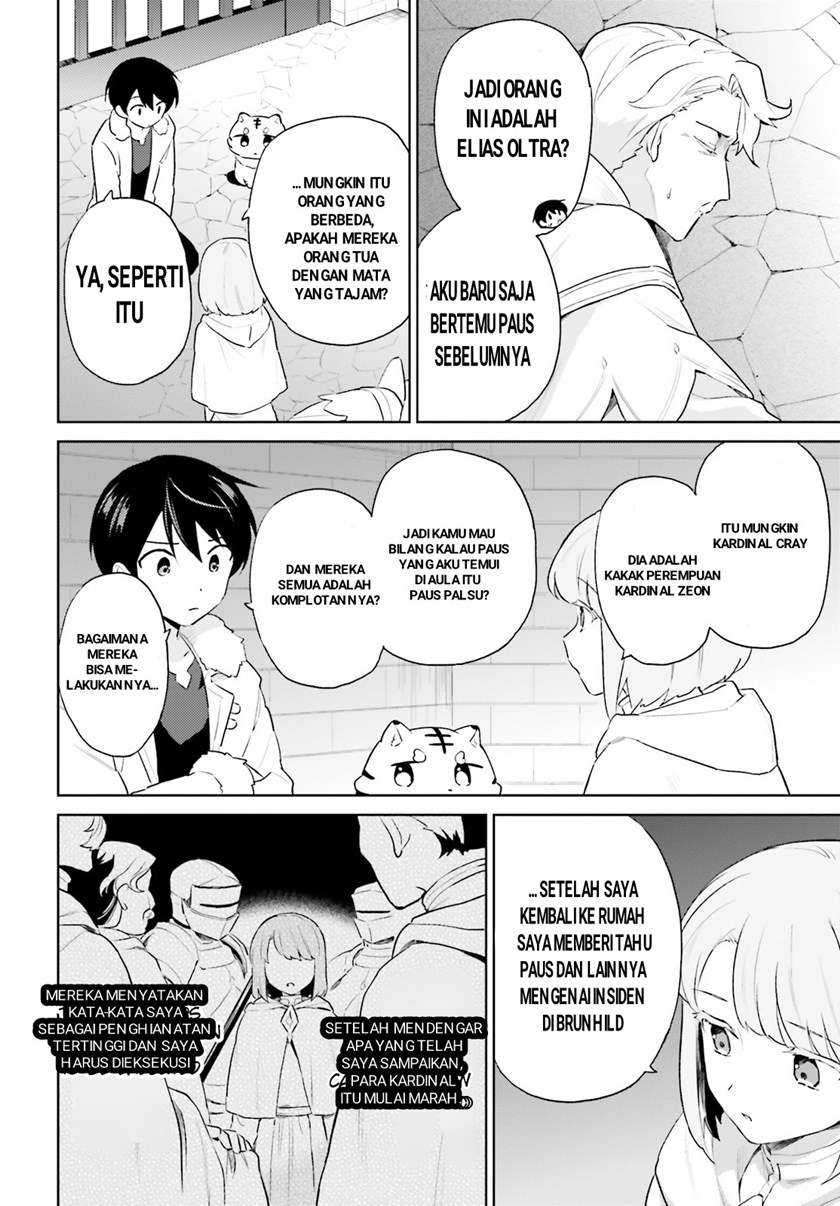 JADI ORANG
INI ADALAH
ELIAS OLTRA?
AKU BARU SAJA
BERTEMU PAUS
SEBELUMNYA
... MUNGKIN ITU
ORANG YANG
BERBEDA,
APAKAH MEREKA
ORANG TUA
DENGAN MATA
YANG TAJAM?
YA, SEPERTI
ITU
ITU MUNGKIN
KARDINAL CRAY
DIA ADALAH
KAKAK PEREMPUAN
KARDINAL ZEON
JADI KAMU MAU
BILANG KALAU PAUS
YANG AKU TEMUI
DI AULA ITU
PAUS PALSU?
DAN MEREKA
SEMUA ADALAH
KOMPLOTANNYA?
BAGAIMANA
MEREKA
BISA ME-
LAKUKANNYA...
... SETELAH SAYA
KEMBALI KE RUMAH
SAYA MEMBERI TAHU
PAUS DAN LAINNYA
MENGENAI INSIDEN
DI BRUNHILD
SETELAH MENDENGAR
APA YANG TELAH
SAYA SAMPAIKAN,
PARA KARDINAL
ITU MULAI MARAH
MEREKA MENYATAKAN
KATA-KATA SAYA
SEBAGAI PENGHIANATAN
TERTINGGI DAN SAYA
HARUS DIEKSEKUSI